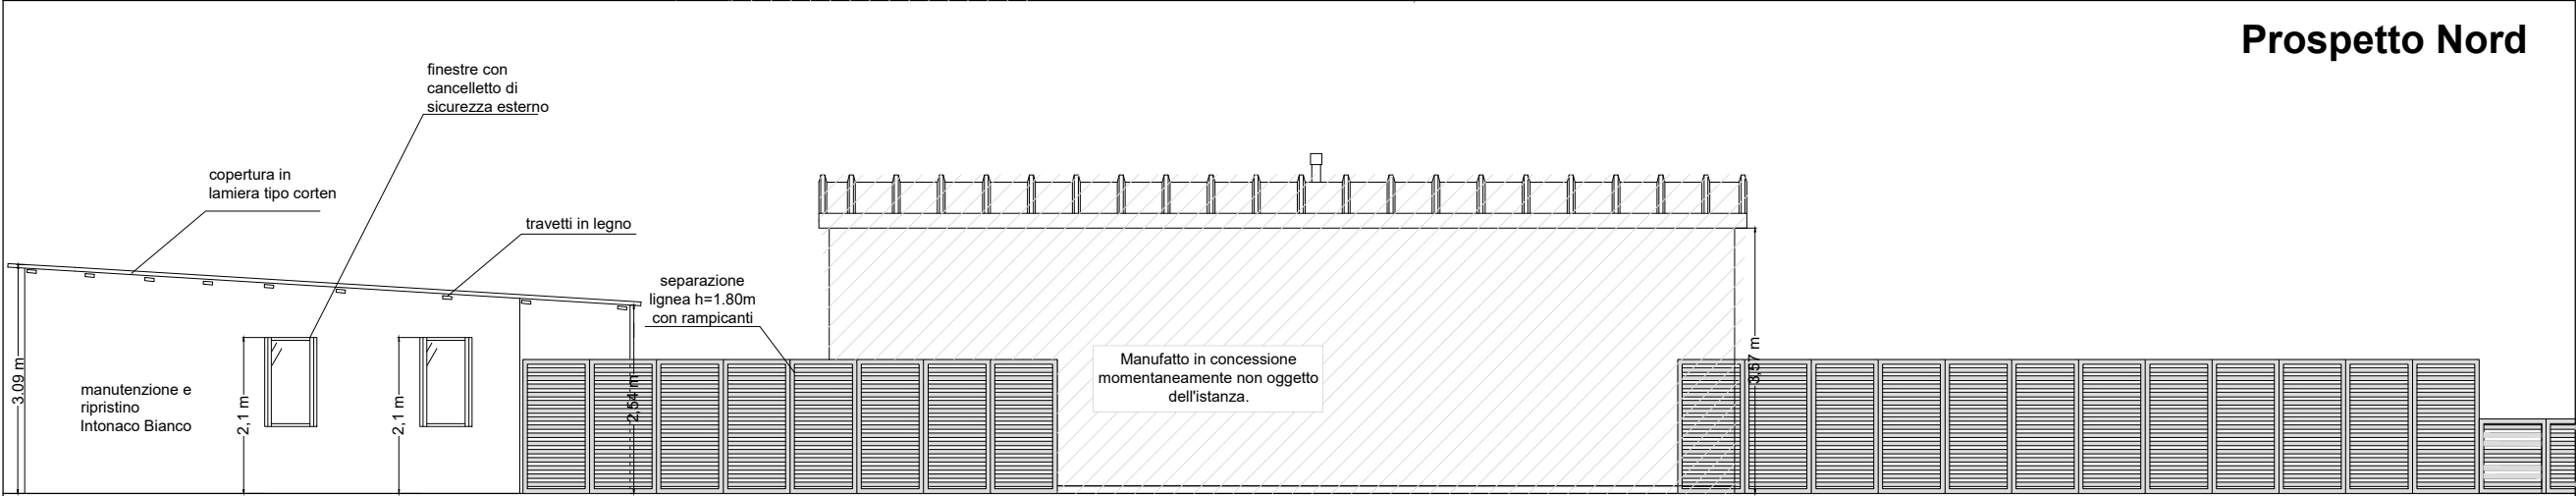 Prospetto Nord
finestre con
cancelletto di
sicurezza esterno
copertura in
lamiera tipo corten
travetti in legno
separazione
lignea h=1.80m
con rampicanti
Manufatto in concessione
momentaneamente non oggetto
dell'istanza.
manutenzione e
ripristino
Intonaco Bianco
3.09 m
2,1 m
2,1 m
2,54 m
3,57 m